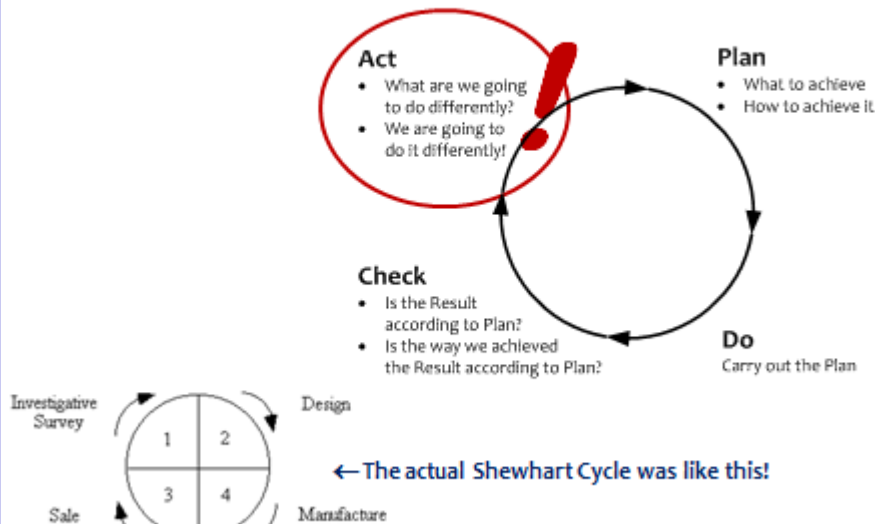 Act
• What are we going
to do differently?
• We are going to
do it differently!
Plan
• What to achieve
• How to achieve it
Check
• Is the Result
according to Plan?
• Is the way we achieved
the Result according to Plan?
Do
Carry out the Plan
Investigative
Survey
Design
1
2
←The actual Shewhart Cycle was like this!
3
4
Sale
Manufacture